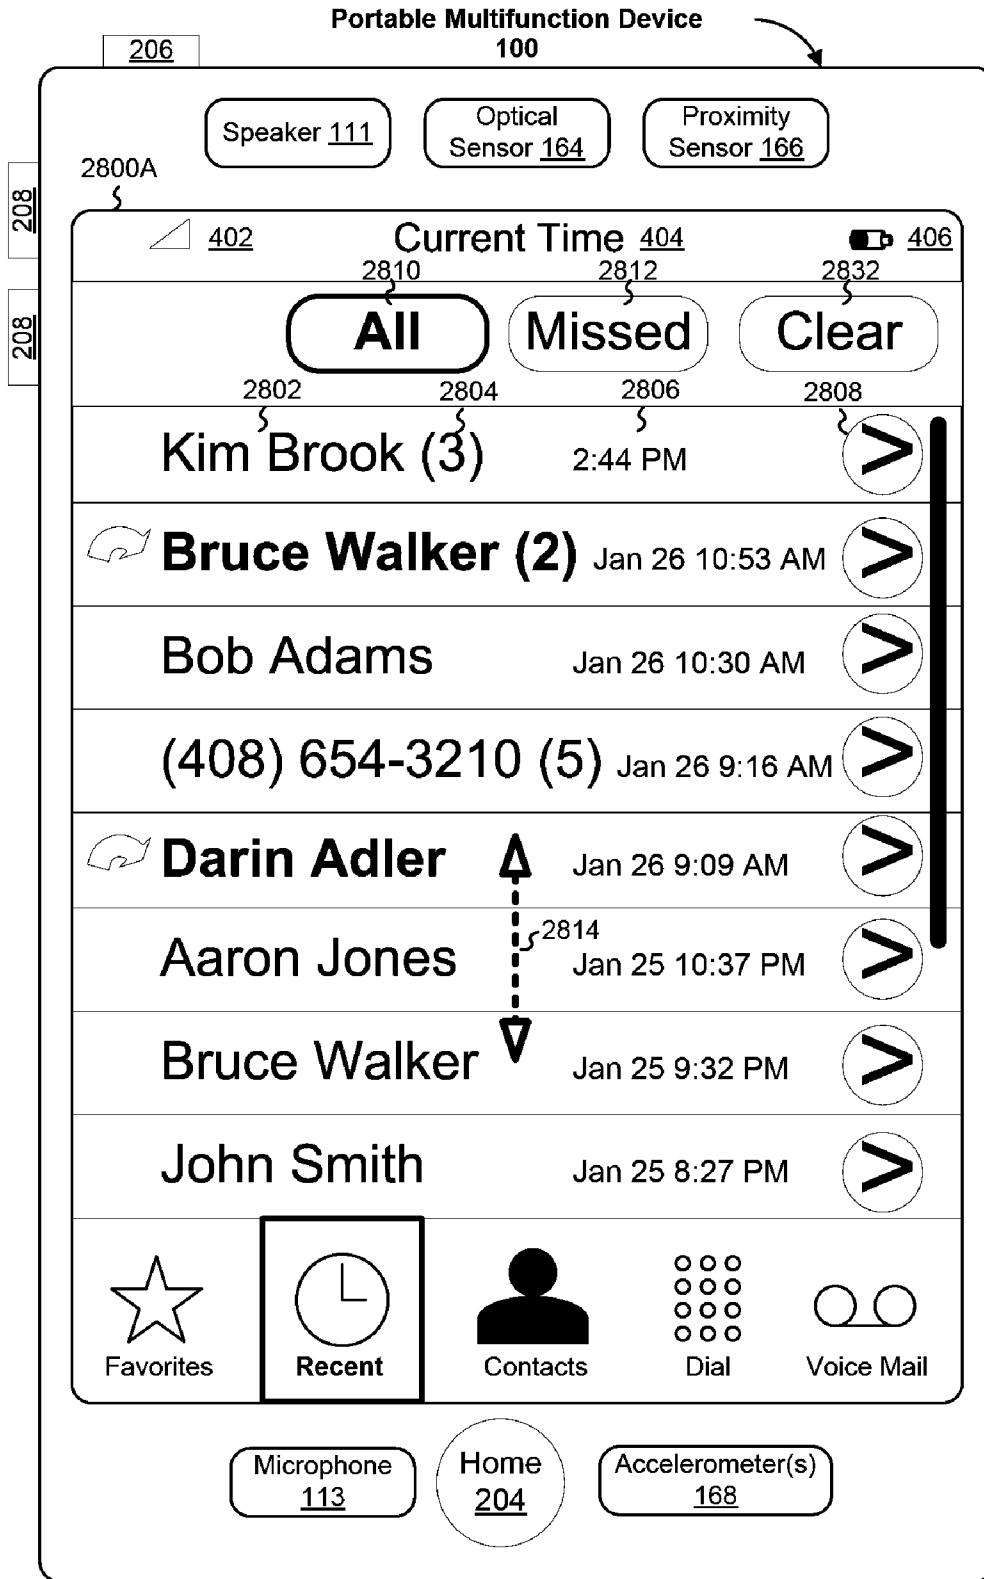 Portable Multifunction Device
100
206
Speaker 111
Optical
Sensor 164
Proximity
Sensor 166
2800A
208
208
402
Current Time 404
406
2810
2812
2832
All
Missed
Clear
2802
2804
2806
2808
Kim Brook (3) 2:44 PM >
Bruce Walker (2) Jan 26 10:53 AM >
Bob Adams Jan 26 10:30 AM >
(408) 654-3210 (5) Jan 26 9:16 AM >
Darin Adler Jan 26 9:09 AM >
2814
Aaron Jones Jan 25 10:37 PM >
Bruce Walker Jan 25 9:32 PM >
John Smith Jan 25 8:27 PM >
Favorites
Recent
Contacts
Dial
Voice Mail
Microphone
113
Home
204
Accelerometer(s)
168